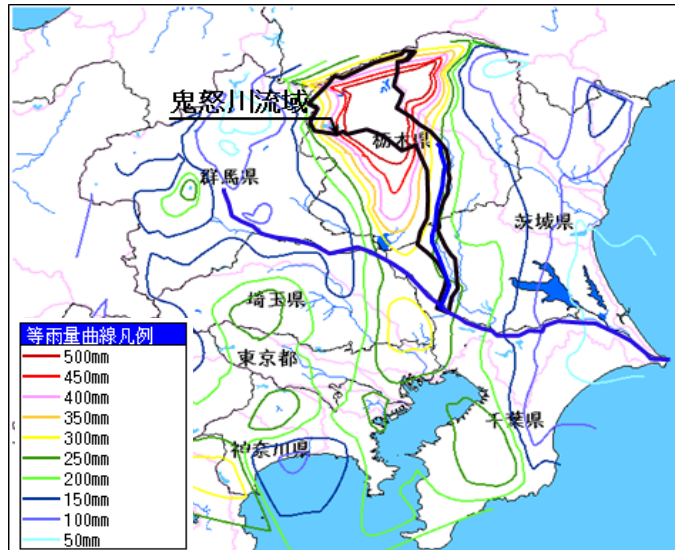 鬼怒川流域
栃木県
群馬県
茨城県
埼玉県
等雨量曲線凡例
500mm
450mm
400mm
350mm
300mm
250mm
200mm
150mm
100mm
50mm
東京都
千葉県
神奈川県